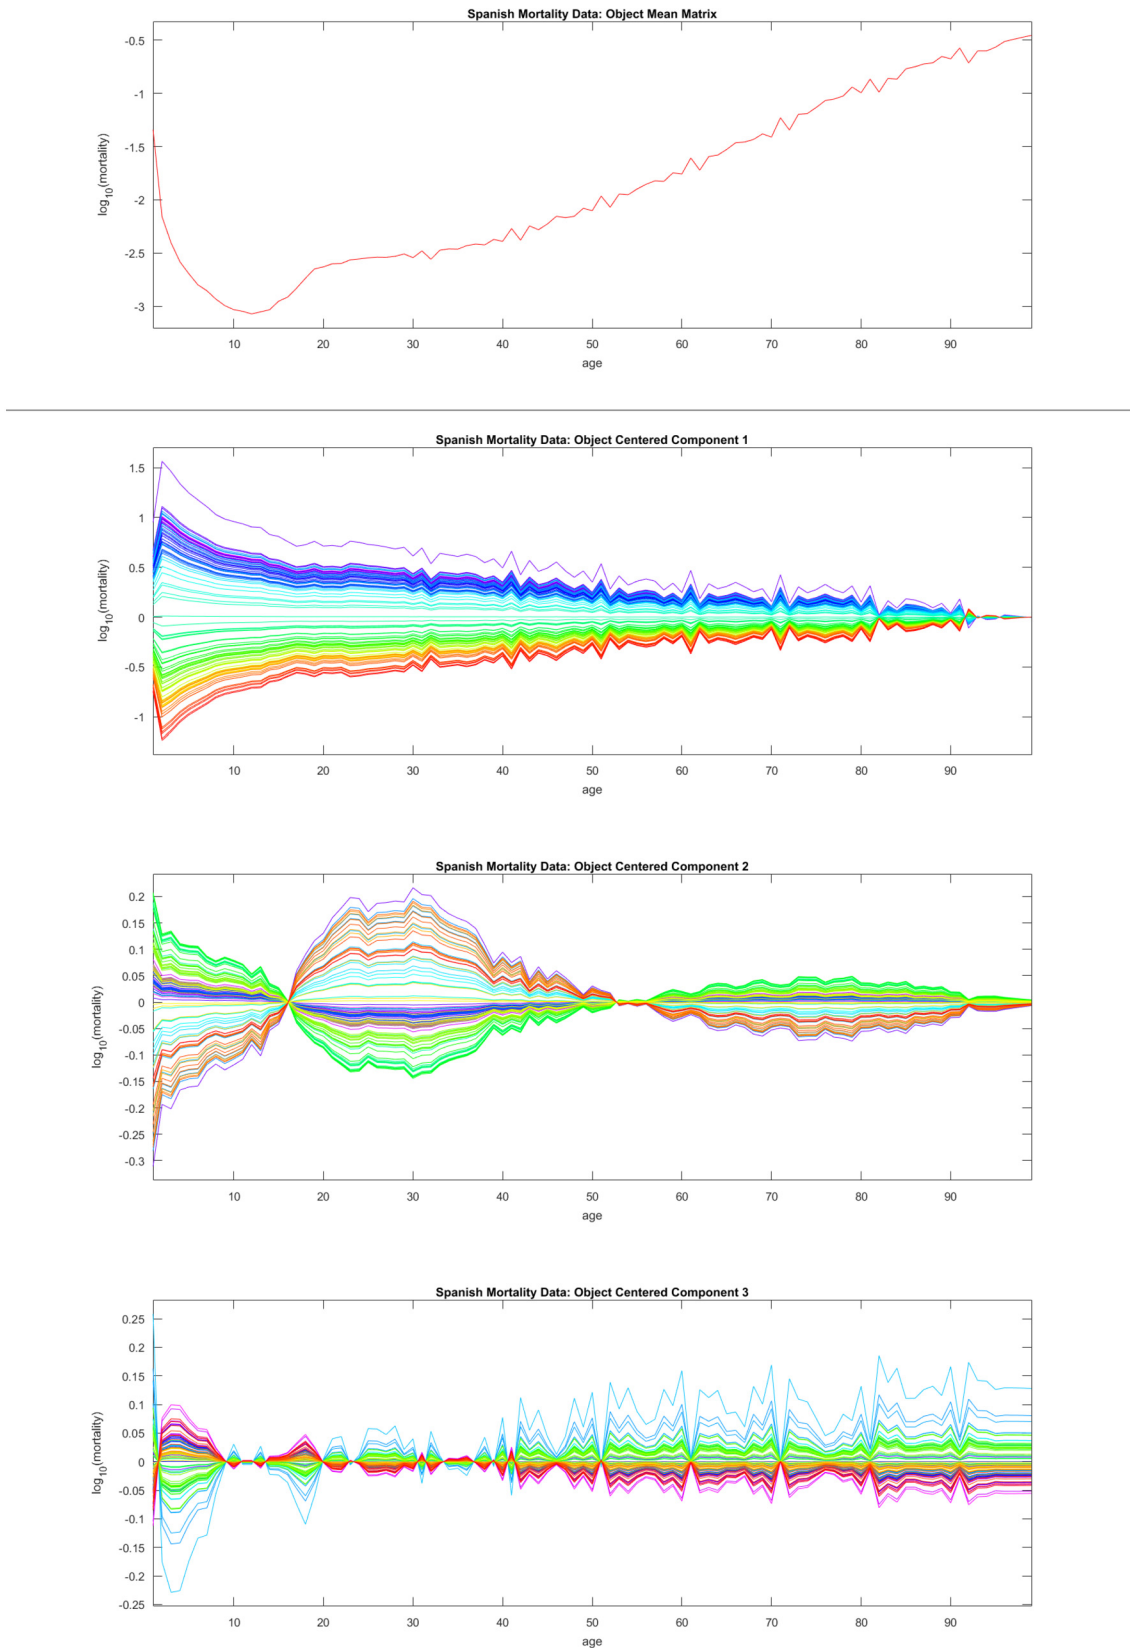 Spanish Mortality Data: Object Mean Matrix
-0.5
-1
-1.5
-2
-2.5
-3
log10(mortality)
10 20 30 40 50 60 70 80 90
age
Spanish Mortality Data: Object Centered Component 1
1.5
1
0.5
0
-0.5
-1
log10(mortality)
10 20 30 40 50 60 70 80 90
age
Spanish Mortality Data: Object Centered Component 2
0.2
0.15
0.1
0.05
0
-0.05
-0.1
-0.15
-0.2
-0.25
-0.3
log10(mortality)
10 20 30 40 50 60 70 80 90
age
Spanish Mortality Data: Object Centered Component 3
0.25
0.2
0.15
0.1
0.05
0
-0.05
-0.1
-0.15
-0.2
-0.25
log10(mortality)
10 20 30 40 50 60 70 80 90
age